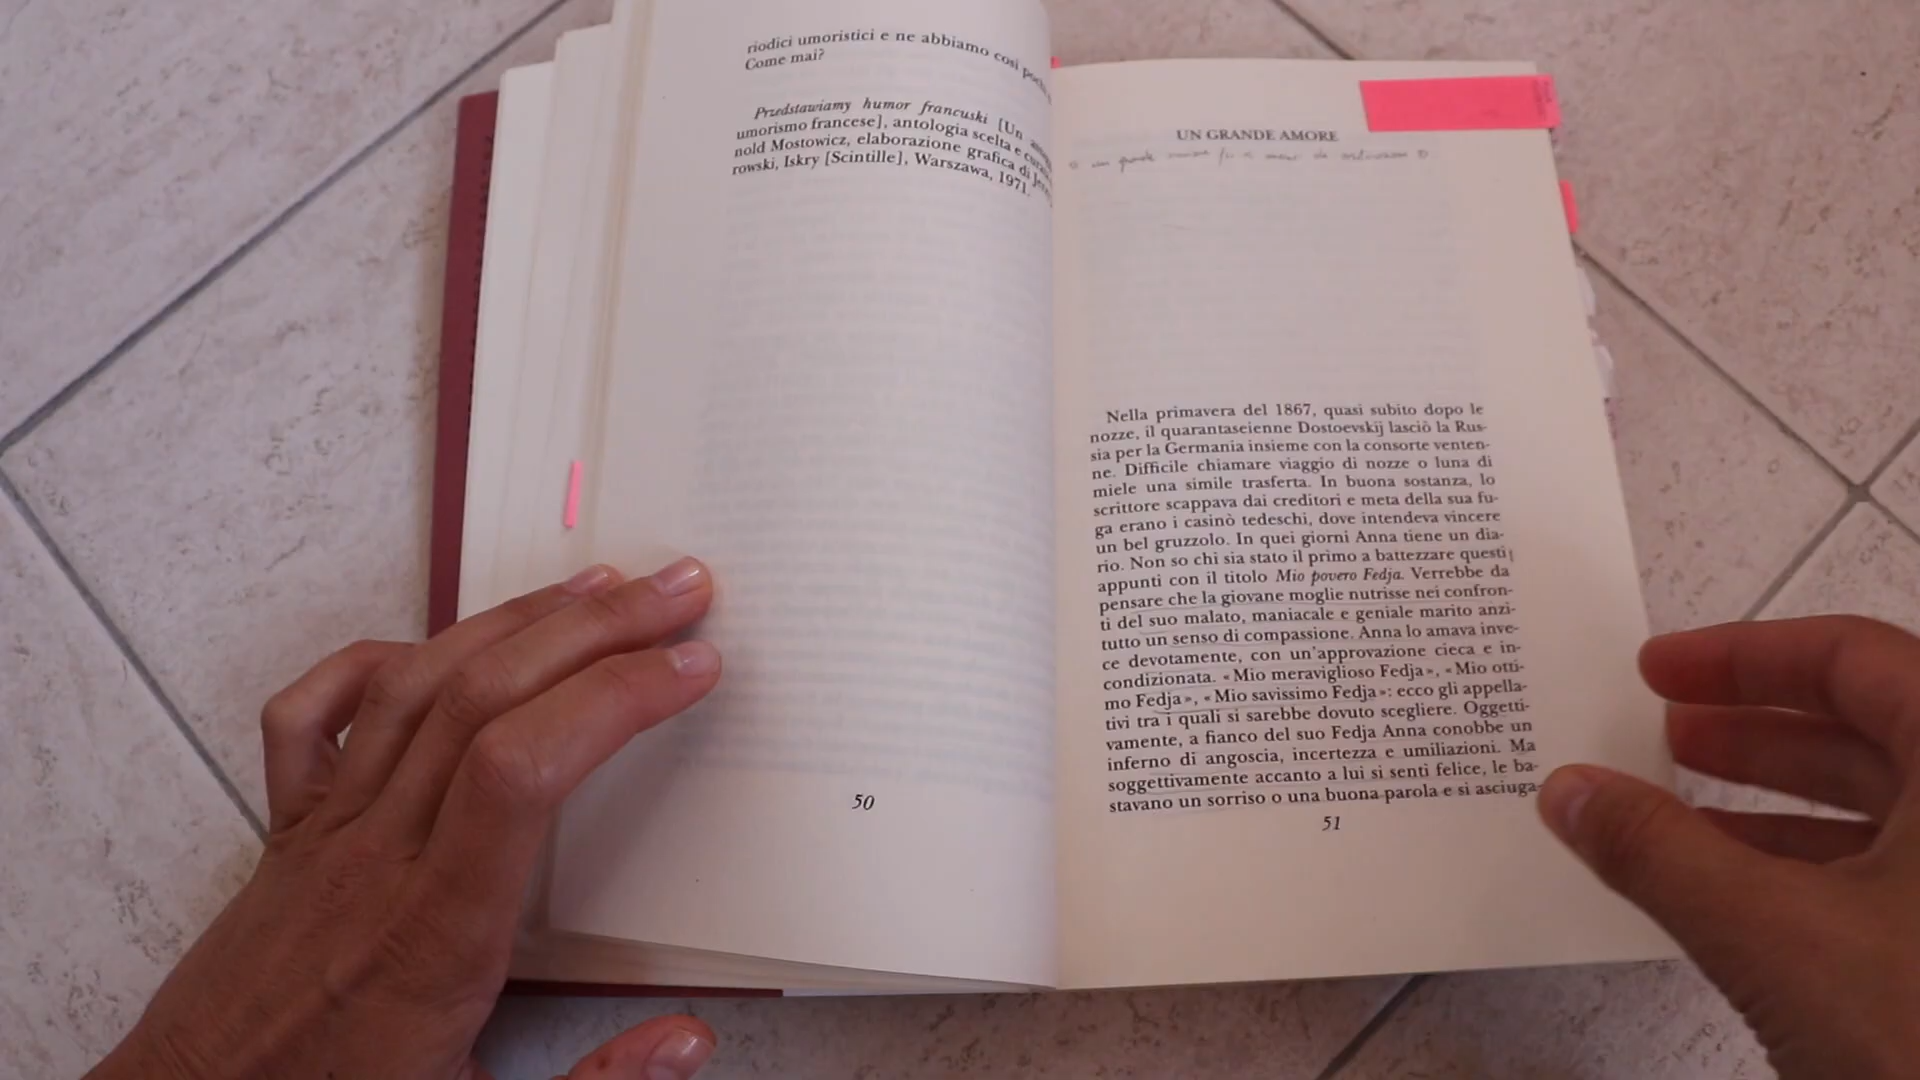 riodici umoristici e ne abbiamo così
Come mai?
Przedstawiamy humor francuski [Un
umorismo francese], antologia scelta e
nold Mostowicz, elaborazione grafica di
rowski, Iskry [Scintille], Warszawa, 1971.
50
UN GRANDE AMORE
Nella primavera del 1867, quasi subito dopo le
nozze, il quarantaseienne Dostoevskij lasciò la Rus-
sia per la Germania insieme con la consorte venten-
ne. Difficile chiamare viaggio di nozze o luna di
miele una simile trasferta. In buona sostanza, lo
scrittore scappava dai creditori e meta della sua fu-
ga erano i casinò tedeschi, dove intendeva vincere
un bel gruzzolo. In quei giorni Anna tiene un dia-
rio. Non so chi sia stato il primo a battezzare questi
appunti con il titolo Mio povero Fedja. Verrebbe da
pensare che la giovane moglie nutrisse nei confron-
ti del suo malato, maniacale e geniale marito anzi-
tutto un senso di compassione. Anna lo amava inve-
ce devotamente, con un'approvazione cieca e in-
condizionata. «Mio meraviglioso Fedja», «Mio otti-
mo Fedja», «Mio savissimo Fedja»: ecco gli appella-
tivi tra i quali si sarebbe dovuto scegliere. Oggetti-
vamente, a fianco del suo Fedja Anna conobbe un
inferno di angoscia, incertezza e umiliazioni. Ma
soggettivamente accanto a lui si sentì felice, le ba-
stavano un sorriso o una buona parola e si asciuga-
51